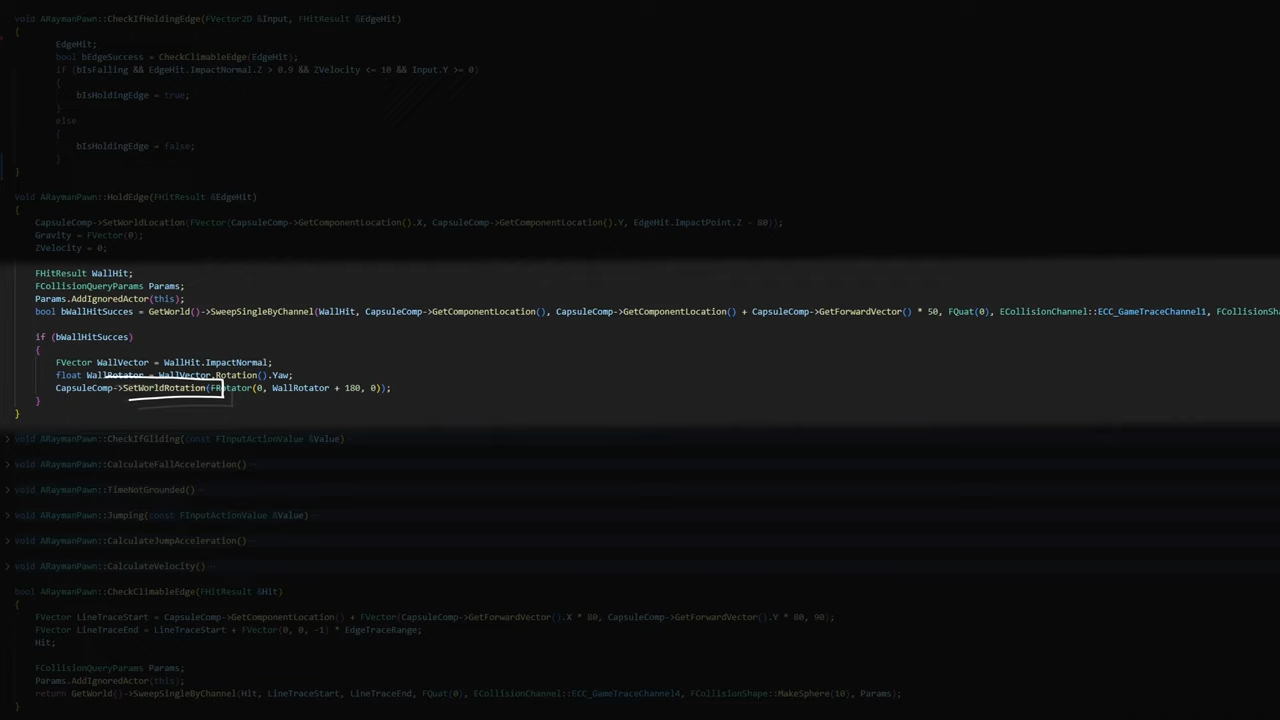 void ARaymanPawn::CheckIfHoldingEdge(FVector2D &Input, FHitResult &EdgeHit)
{
EdgeHit;
bool bEdgeSuccess = CheckClimableEdge(EdgeHit);
if (bIsFalling && EdgeHit.ImpactNormal.Z > 0.9 && ZVelocity <= 10 && Input.Y >= 0)
{
bIsHoldingEdge = true;
}
else
{
bIsHoldingEdge = false;
}
}
void ARaymanPawn::HoldEdge(FHitResult &EdgeHit)
{
CapsuleComp->SetWorldLocation(FVector(CapsuleComp->GetComponentLocation().X, CapsuleComp->GetComponentLocation().Y, EdgeHit.ImpactPoint.Z - 80));
Gravity = FVector(0);
ZVelocity = 0;
FHitResult WallHit;
FCollisionQueryParams Params;
Params.AddIgnoredActor(this);
bool bWallHitSucces = GetWorld()->SweepSingleByChannel(WallHit, CapsuleComp->GetComponentLocation(), CapsuleComp->GetComponentLocation() + CapsuleComp->GetForwardVector() * 50, FQuat(0), ECollisionChannel::ECC_GameTraceChannel1, FCollisionSha
if (bWallHitSucces)
{
FVector WallVector = WallHit.ImpactNormal;
float WallRotator = WallVector.Rotation().Yaw;
CapsuleComp->SetWorldRotation(FRotator(0, WallRotator + 180, 0));
}
}
void ARaymanPawn::CheckIfGliding(const FInputActionValue &Value)
void ARaymanPawn::CalculateFallAcceleration()
void ARaymanPawn::TimeNotGrounded()
void ARaymanPawn::Jumping(const FInputActionValue &Value)
void ARaymanPawn::CalculateJumpAcceleration()
void ARaymanPawn::CalculateVelocity()
bool ARaymanPawn::CheckClimableEdge(FHitResult &Hit)
{
FVector LineTraceStart = CapsuleComp->GetComponentLocation() + FVector(CapsuleComp->GetForwardVector().X * 80, CapsuleComp->GetForwardVector().Y * 80, 90);
FVector LineTraceEnd = LineTraceStart + FVector(0, 0, -1) * EdgeTraceRange;
Hit;
FCollisionQueryParams Params;
Params.AddIgnoredActor(this);
return GetWorld()->SweepSingleByChannel(Hit, LineTraceStart, LineTraceEnd, FQuat(0), ECollisionChannel::ECC_GameTraceChannel4, FCollisionShape::MakeSphere(10), Params);
}